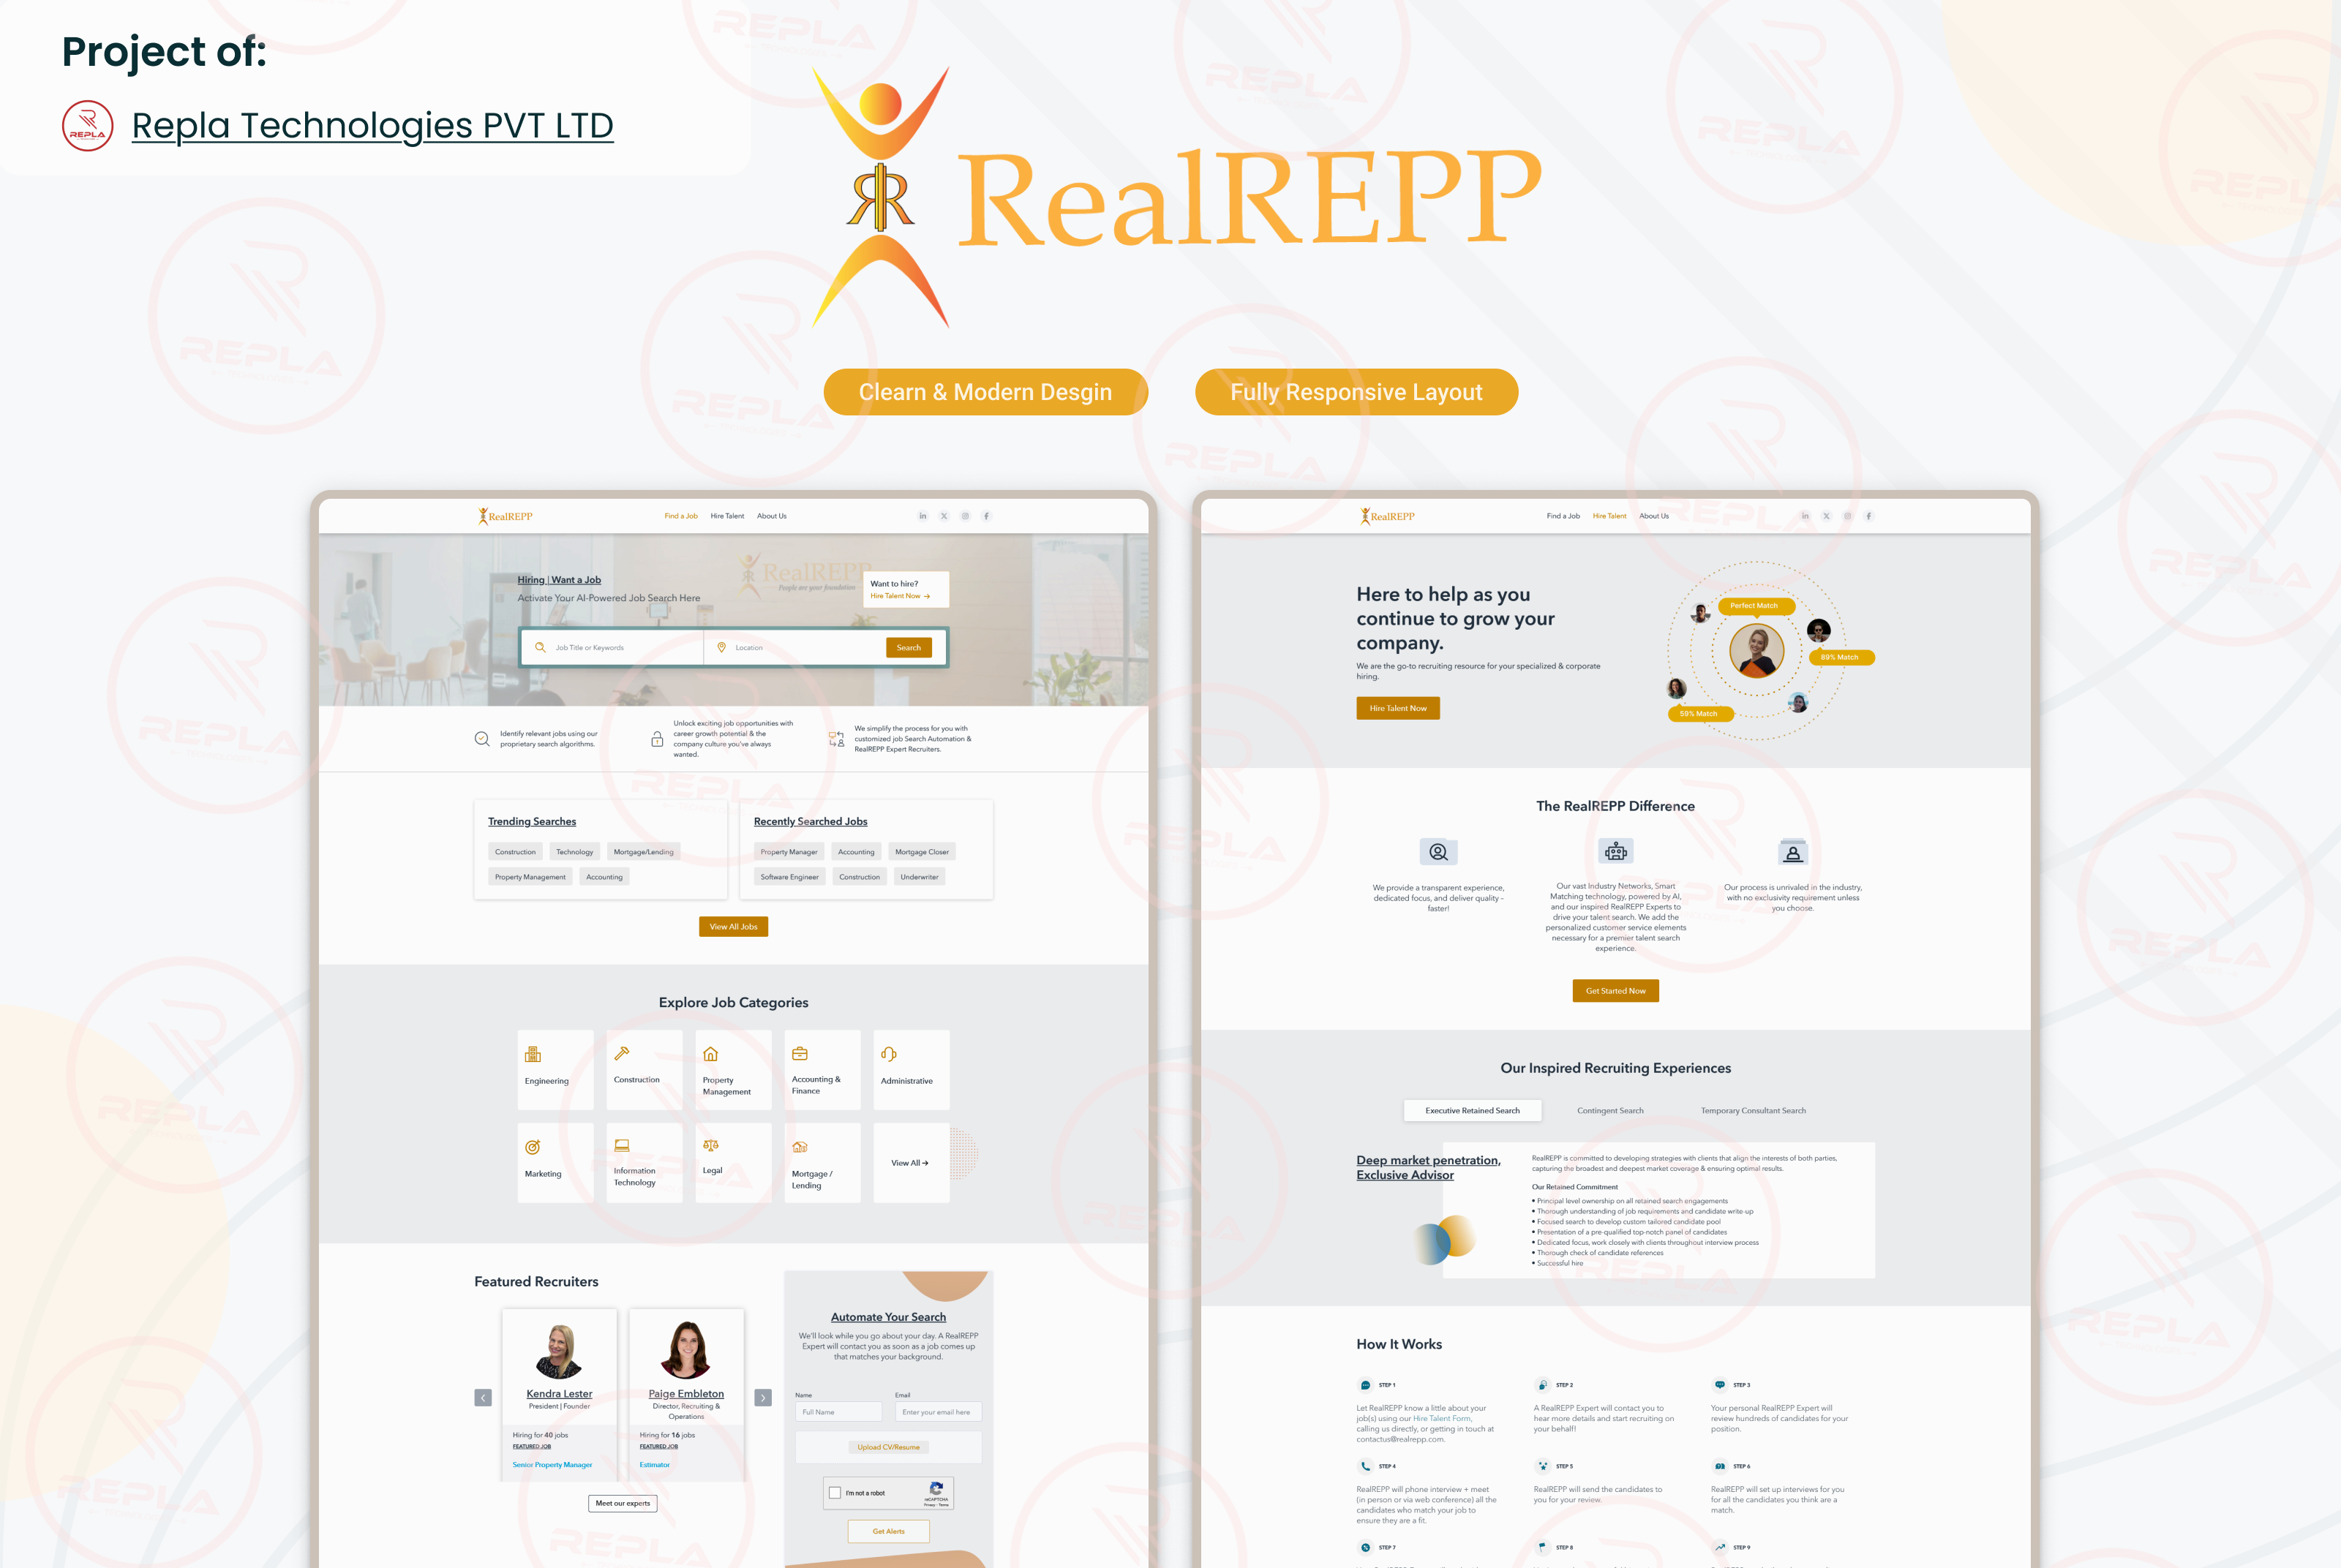 Project of:
REPLA
Repla Technologies PVT LTD
RR
RealREPP
Clearn & Modern Desgin
Fully Responsive Layout
RealREPP
Find a Job
Hire Talent
About Us
Hiring | Want a Job
Activate Your AI-Powered Job Search Here
RealREPP
People are your foundation
Want to hire?
Hire Talent Now →
Job Title or Keywords
Location
Search
Identify relevant jobs using our
proprietary search algorithms.
Unlock exciting job opportunities with
career growth potential & the
company culture you've always
wanted.
We simplify the process for you with
customized job Search Automation &
RealREPP Expert Recruiters.
Trending Searches
Construction
Technology
Mortgage/Lending
Property Management
Accounting
Recently Searched Jobs
Property Manager
Accounting
Mortgage Closer
Software Engineer
Construction
Underwriter
View All Jobs
Explore Job Categories
Engineering
Construction
Property
Management
Accounting &
Finance
Administrative
Marketing
Information
Technology
Legal
Mortgage /
Lending
View All →
Featured Recruiters
Kendra Lester
President | Founder
Hiring for 40 jobs
FEATURED JOB
Senior Property Manager
Paige Embleton
Director, Recruiting &
Operations
Hiring for 16 jobs
FEATURED JOB
Estimator
Meet our experts
Automate Your Search
We'll look while you go about your day. A RealREPP
Expert will contact you as soon as a job comes up
that matches your background.
Name
Email
Full Name
Enter your email here
Upload CV/Resume
I'm not a robot
reCAPTCHA
Privacy - Terms
Get Alerts
RealREPP
Find a Job
Hire Talent
About Us
Here to help as you
continue to grow your
company.
We are the go-to recruiting resource for your specialized & corporate
hiring.
Hire Talent Now
Perfect Match
89% Match
59% Match
The RealREPP Difference
We provide a transparent experience,
dedicated focus, and deliver quality –
faster!
Our vast Industry Networks, Smart
Matching technology, powered by AI,
and our inspired RealREPP Experts to
drive your talent search. We add the
personalized customer service elements
necessary for a premier talent search
experience.
Our process is unrivaled in the industry,
with no exclusivity requirement unless
you choose.
Get Started Now
Our Inspired Recruiting Experiences
Executive Retained Search
Contingent Search
Temporary Consultant Search
Deep market penetration,
Exclusive Advisor
RealREPP is committed to developing strategies with clients that align the interests of both parties,
capturing the broadest and deepest market coverage & ensuring optimal results.
Our Retained Commitment
• Principal level ownership on all retained search engagements
• Thorough understanding of job requirements and candidate write-up
• Focused search to develop custom tailored candidate pool
• Presentation of a pre-qualified top-notch panel of candidates
• Dedicated focus, work closely with clients throughout interview process
• Thorough check of candidate references
• Successful hire
How It Works
STEP 1
Let RealREPP know a little about your
job(s) using our Hire Talent Form,
calling us directly, or getting in touch at
contactus@realrepp.com.
STEP 2
A RealREPP Expert will contact you to
hear more details and start recruiting on
your behalf!
STEP 3
Your personal RealREPP Expert will
review hundreds of candidates for your
position.
STEP 4
RealREPP will phone interview + meet
(in person or via web conference) all the
candidates who match your job to
ensure they are a fit.
STEP 5
RealREPP will send the candidates to
you for your review.
STEP 6
RealREPP will set up interviews for you
for all the candidates you think are a
match.
STEP 7
STEP 8
STEP 9